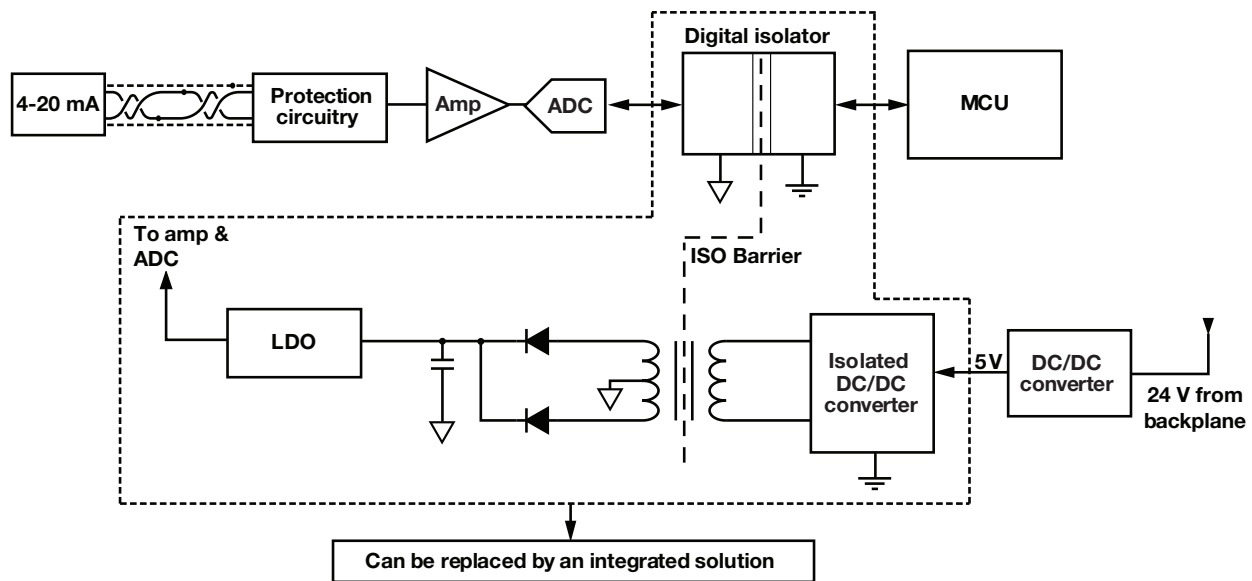 Digital isolator
4-20 mA
Protection
circuitry
Amp
ADC
MCU
To amp &
ADC
ISO Barrier
LDO
Isolated
DC/DC
converter
5 V
DC/DC
converter
24 V from
backplane
Can be replaced by an integrated solution